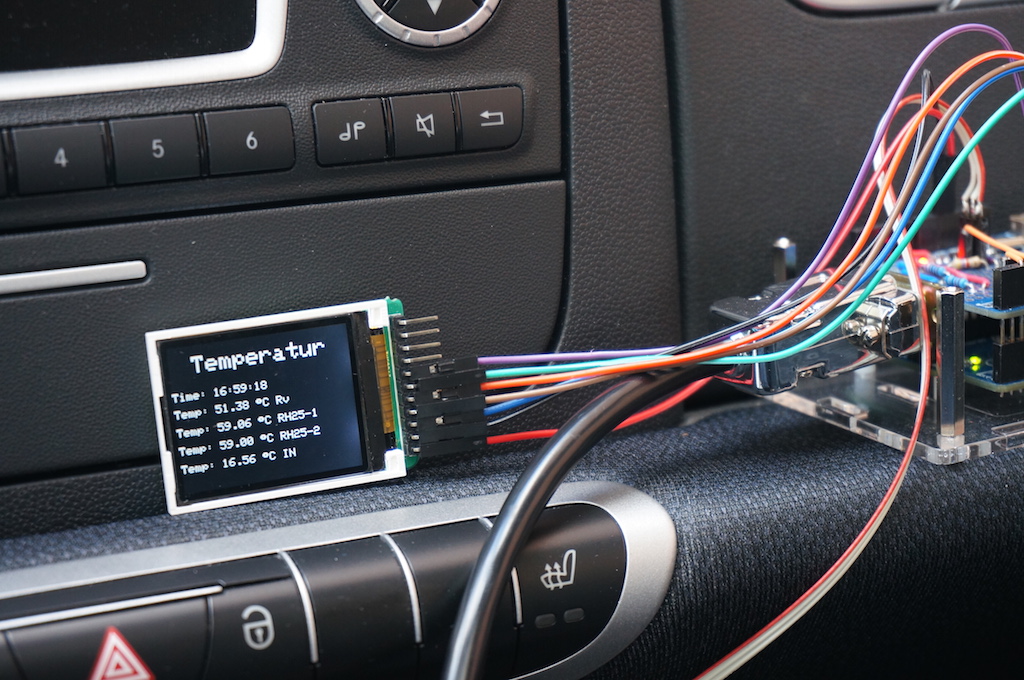 4
5
6
Temperatur
Time: 16:59:18
Temp: 51.38 °C Rv
Temp: 59.06 °C RH25-1
Temp: 59.00 °C RH25-2
Temp: 16.56 °C IN